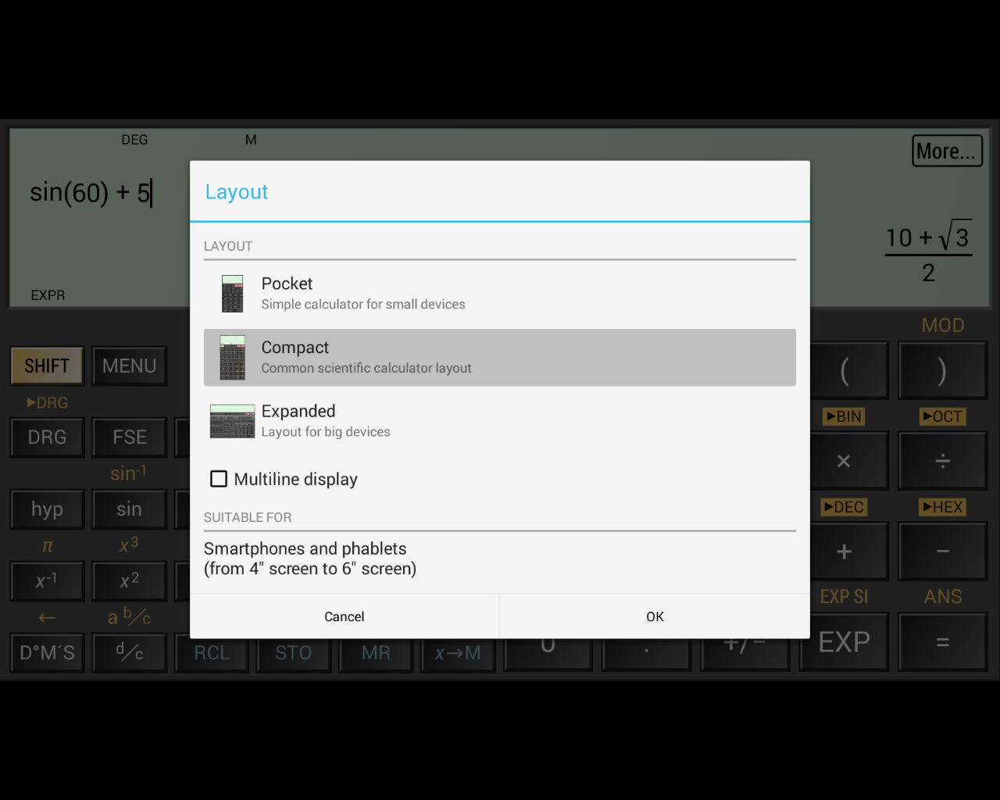 DEG M
More...
sin(60) + 5
10 + √3
2
EXPR
Layout
LAYOUT
Pocket
Simple calculator for small devices
Compact
Common scientific calculator layout
Expanded
Layout for big devices
Multiline display
SUITABLE FOR
Smartphones and phablets
(from 4" screen to 6" screen)
Cancel OK
MOD
SHIFT MENU ( )
►DRG ►BIN ►OCT
DRG FSE × ÷
sin⁻¹ ►DEC ►HEX
hyp sin + −
π x³ EXP SI ANS
x⁻¹ x²
← a b/c
D°M′S d/c RCL STO MR x→M 0 . +/− EXP =